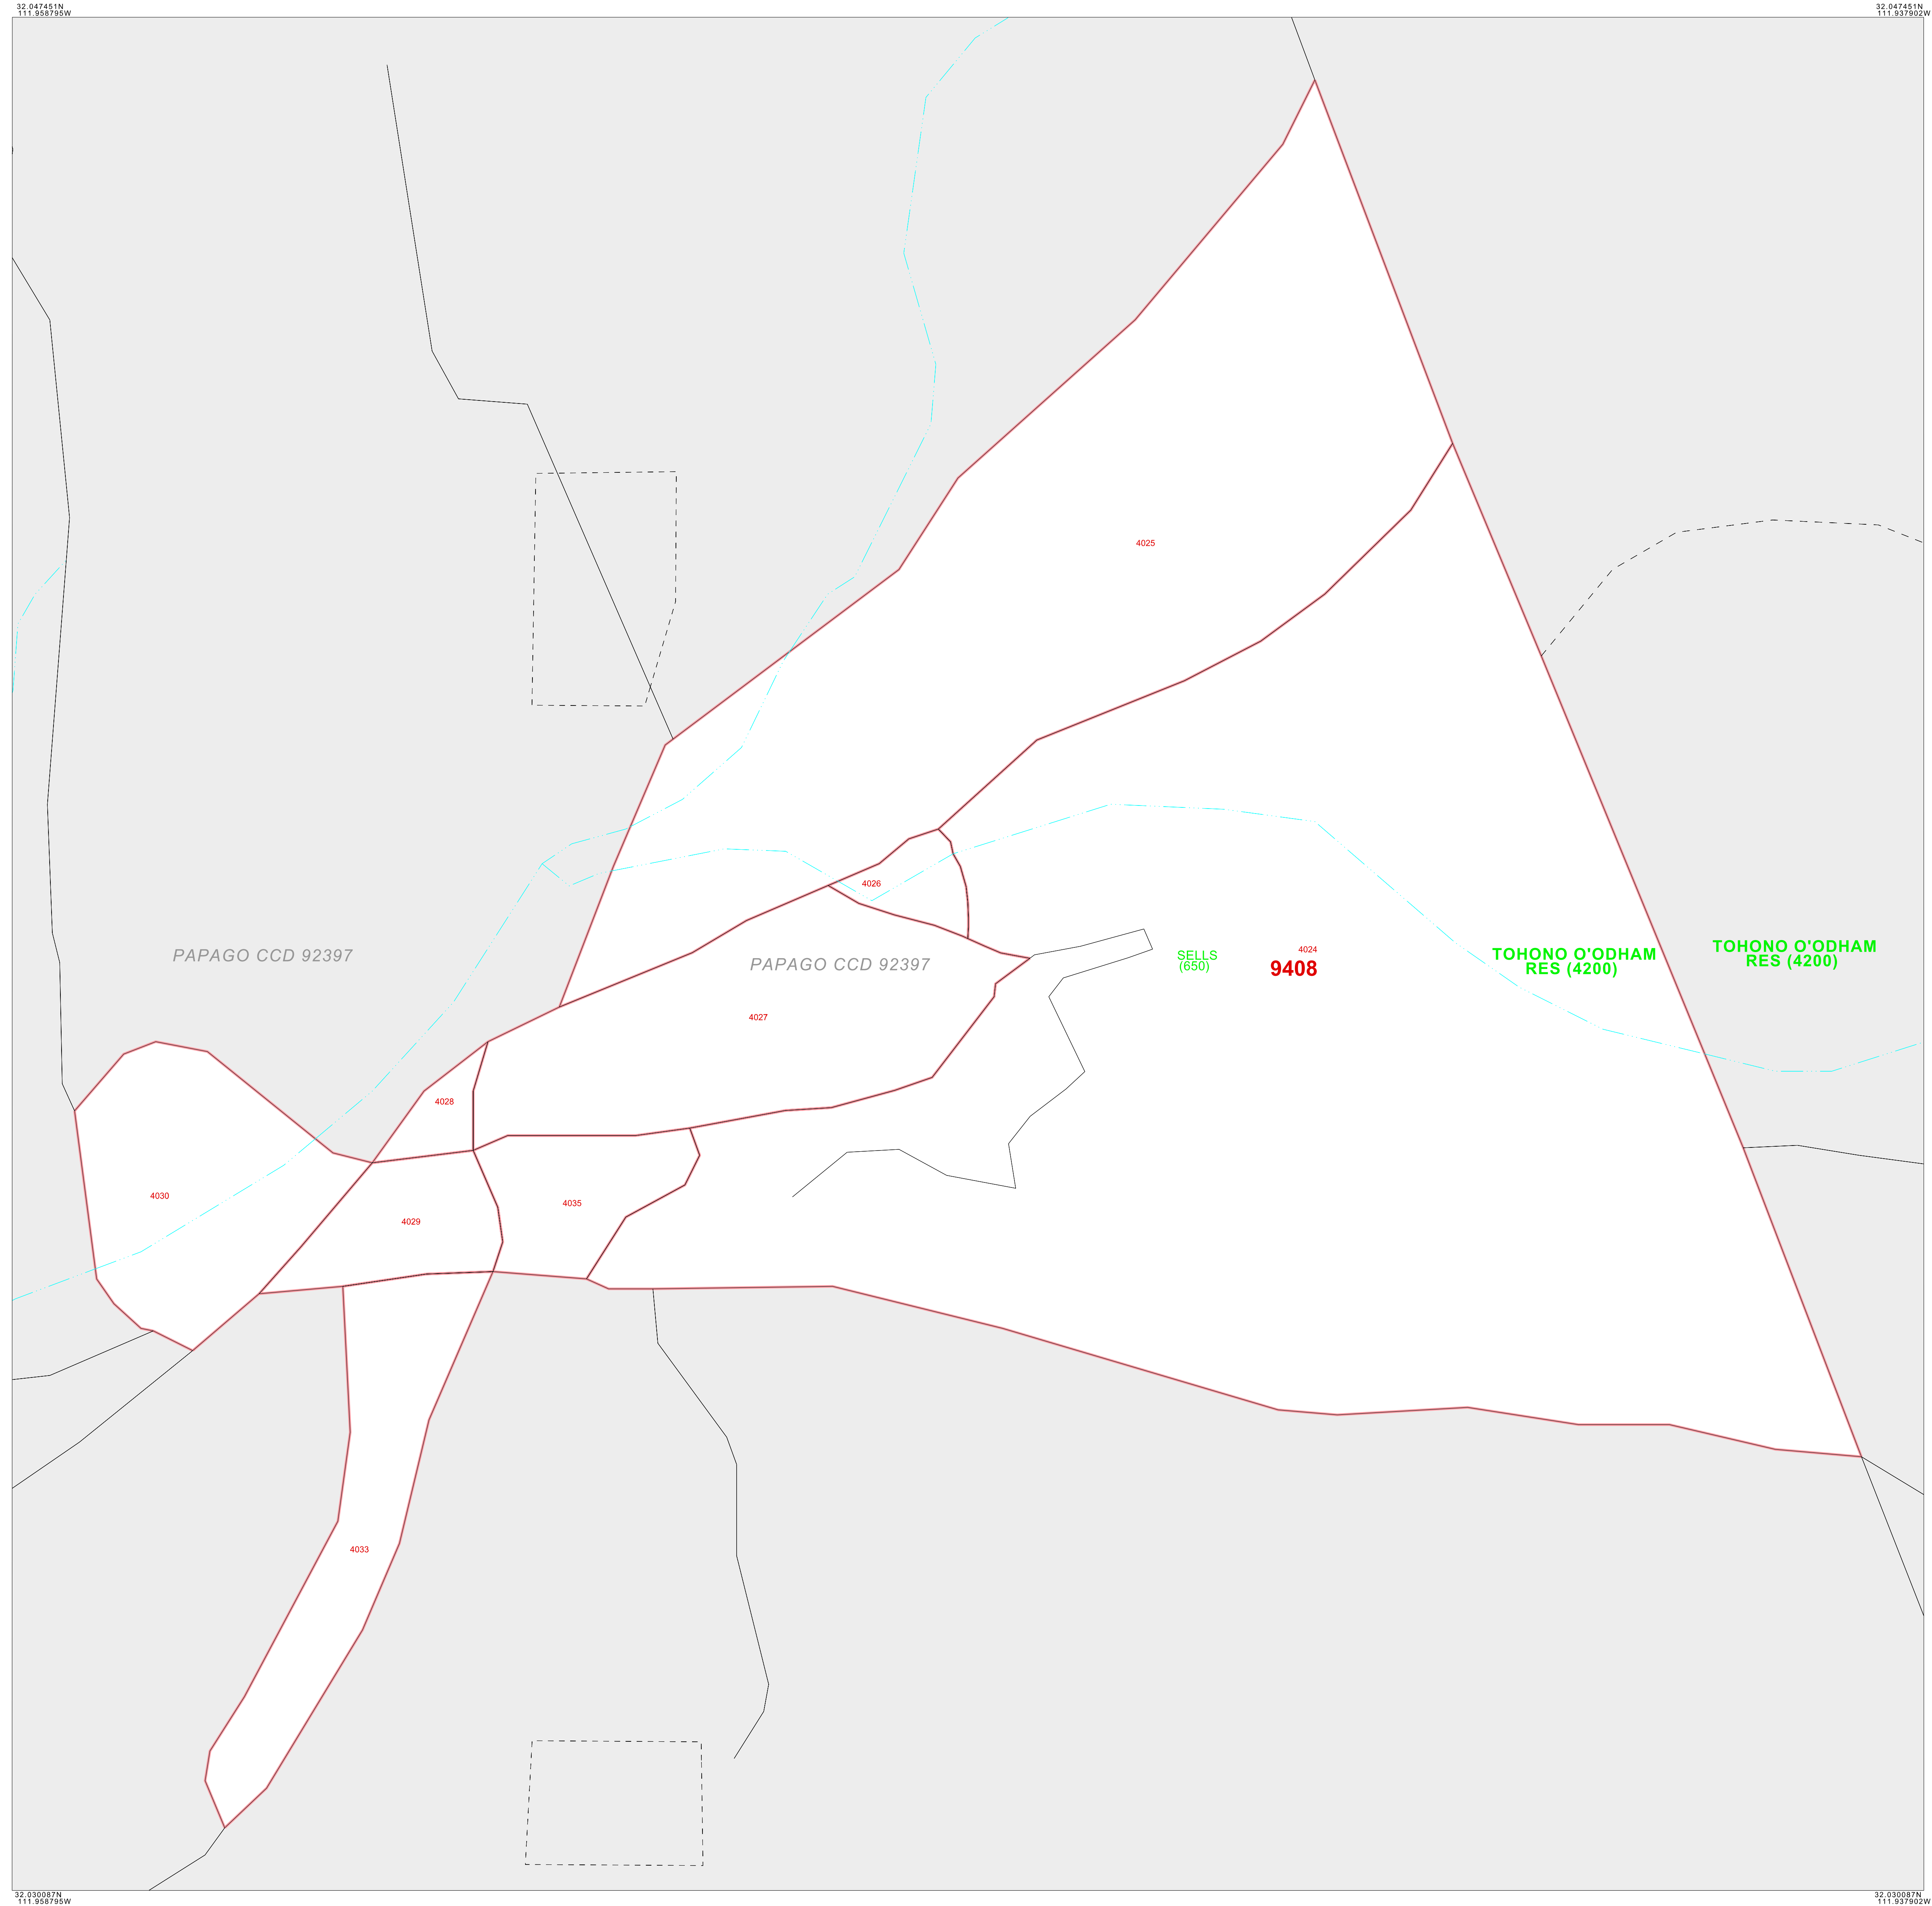 32.047451N
111.958795W
32.047451N
111.937902W
4025
4026
PAPAGO CCD 92397
PAPAGO CCD 92397
SELLS
(650)
4024
9408
TOHONO O'ODHAM
RES (4200)
TOHONO O'ODHAM
RES (4200)
4027
4028
4030
4029
4035
4033
32.030087N
111.958795W
32.030087N
111.937902W